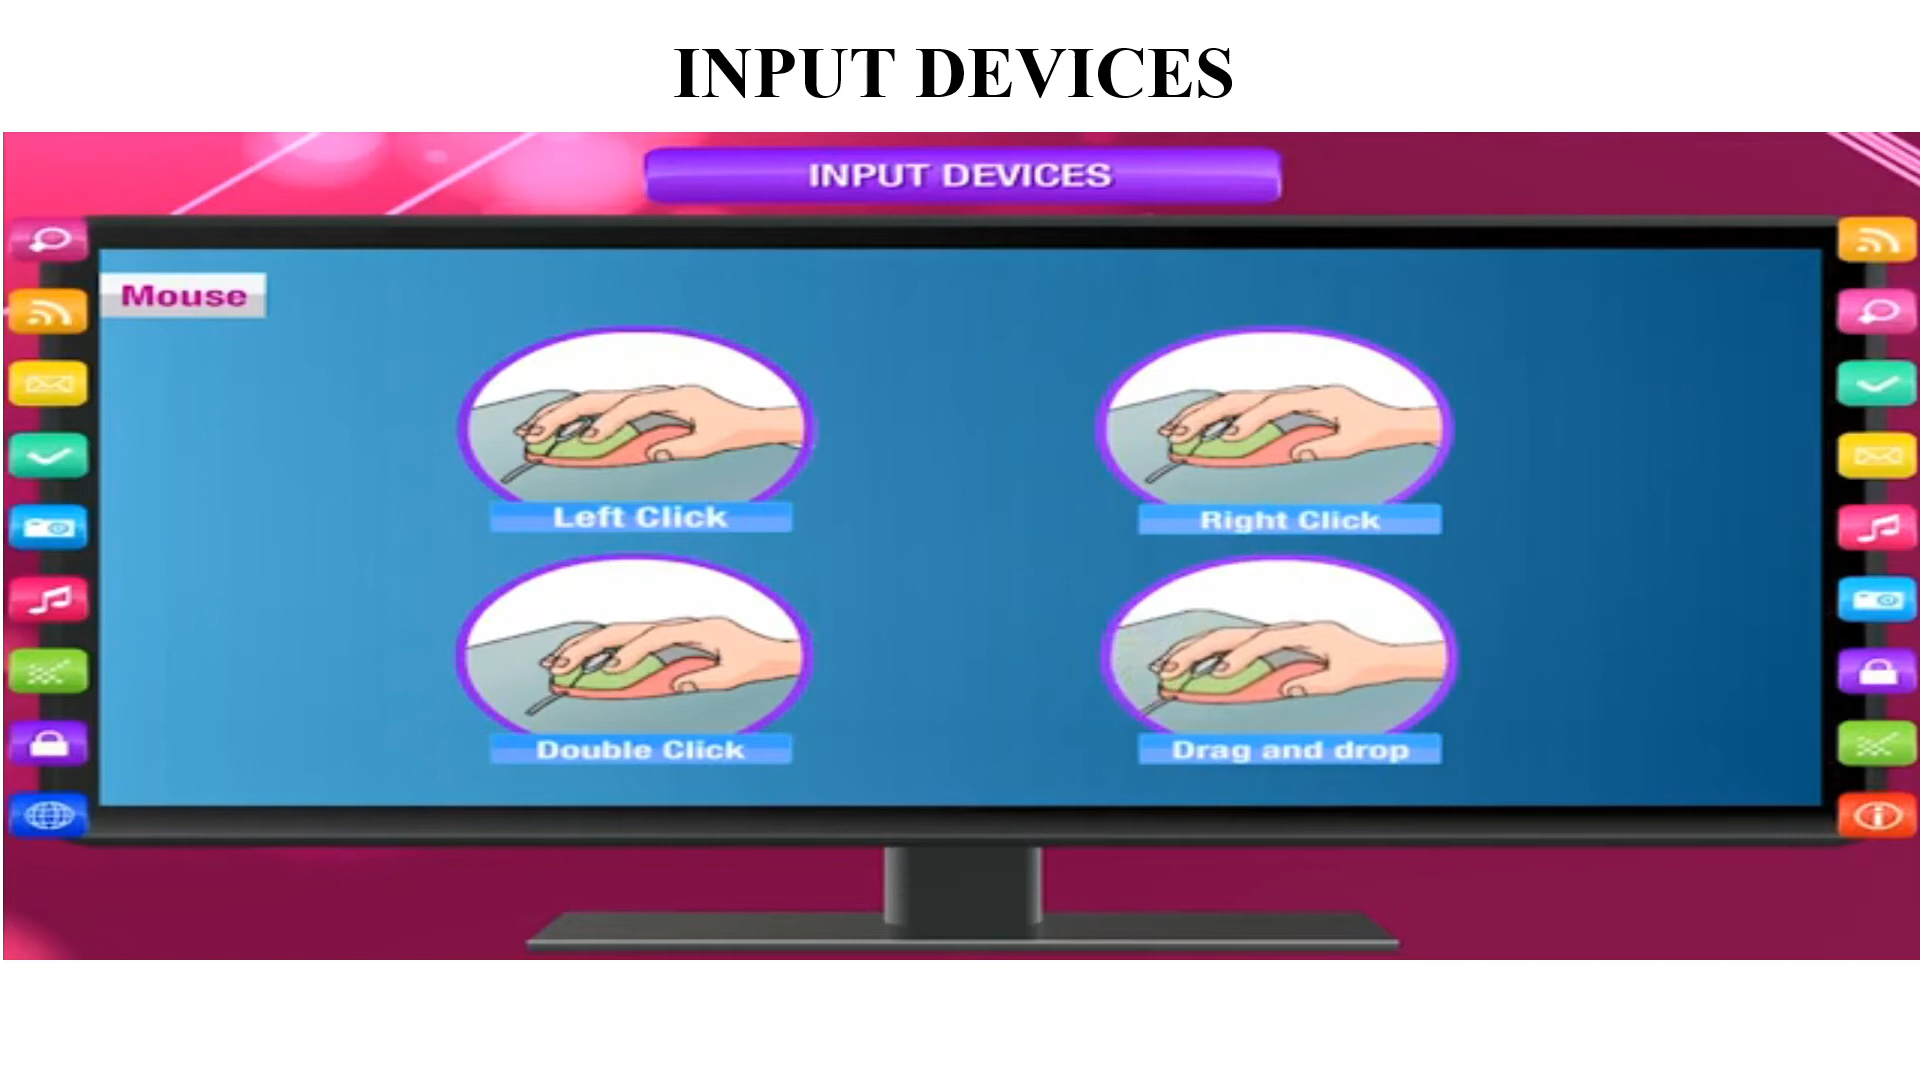 INPUT DEVICES
INPUT DEVICES
Mouse
Left Click
Right Click
Double Click
Drag and drop